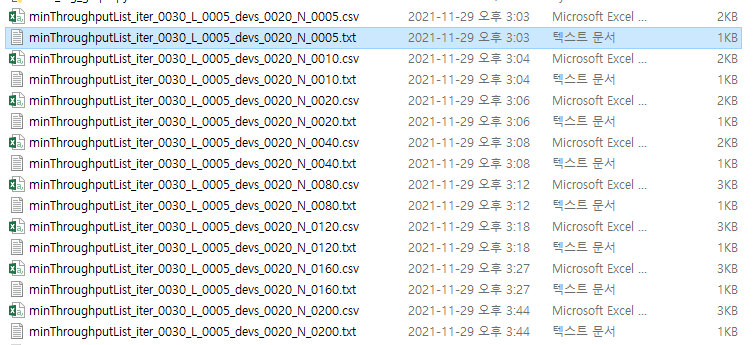 minThroughputList_iter_0030_L_0005_devs_0020_N_0005.csv 2021-11-29 오후 3:03 Microsoft Excel ... 2KB
minThroughputList_iter_0030_L_0005_devs_0020_N_0005.txt 2021-11-29 오후 3:03 텍스트 문서 1KB
minThroughputList_iter_0030_L_0005_devs_0020_N_0010.csv 2021-11-29 오후 3:04 Microsoft Excel ... 2KB
minThroughputList_iter_0030_L_0005_devs_0020_N_0010.txt 2021-11-29 오후 3:04 텍스트 문서 1KB
minThroughputList_iter_0030_L_0005_devs_0020_N_0020.csv 2021-11-29 오후 3:06 Microsoft Excel ... 2KB
minThroughputList_iter_0030_L_0005_devs_0020_N_0020.txt 2021-11-29 오후 3:06 텍스트 문서 1KB
minThroughputList_iter_0030_L_0005_devs_0020_N_0040.csv 2021-11-29 오후 3:08 Microsoft Excel ... 2KB
minThroughputList_iter_0030_L_0005_devs_0020_N_0040.txt 2021-11-29 오후 3:08 텍스트 문서 1KB
minThroughputList_iter_0030_L_0005_devs_0020_N_0080.csv 2021-11-29 오후 3:12 Microsoft Excel ... 3KB
minThroughputList_iter_0030_L_0005_devs_0020_N_0080.txt 2021-11-29 오후 3:12 텍스트 문서 1KB
minThroughputList_iter_0030_L_0005_devs_0020_N_0120.csv 2021-11-29 오후 3:18 Microsoft Excel ... 3KB
minThroughputList_iter_0030_L_0005_devs_0020_N_0120.txt 2021-11-29 오후 3:18 텍스트 문서 1KB
minThroughputList_iter_0030_L_0005_devs_0020_N_0160.csv 2021-11-29 오후 3:27 Microsoft Excel ... 3KB
minThroughputList_iter_0030_L_0005_devs_0020_N_0160.txt 2021-11-29 오후 3:27 텍스트 문서 1KB
minThroughputList_iter_0030_L_0005_devs_0020_N_0200.csv 2021-11-29 오후 3:44 Microsoft Excel ... 3KB
minThroughputList_iter_0030_L_0005_devs_0020_N_0200.txt 2021-11-29 오후 3:44 텍스트 문서 1KB